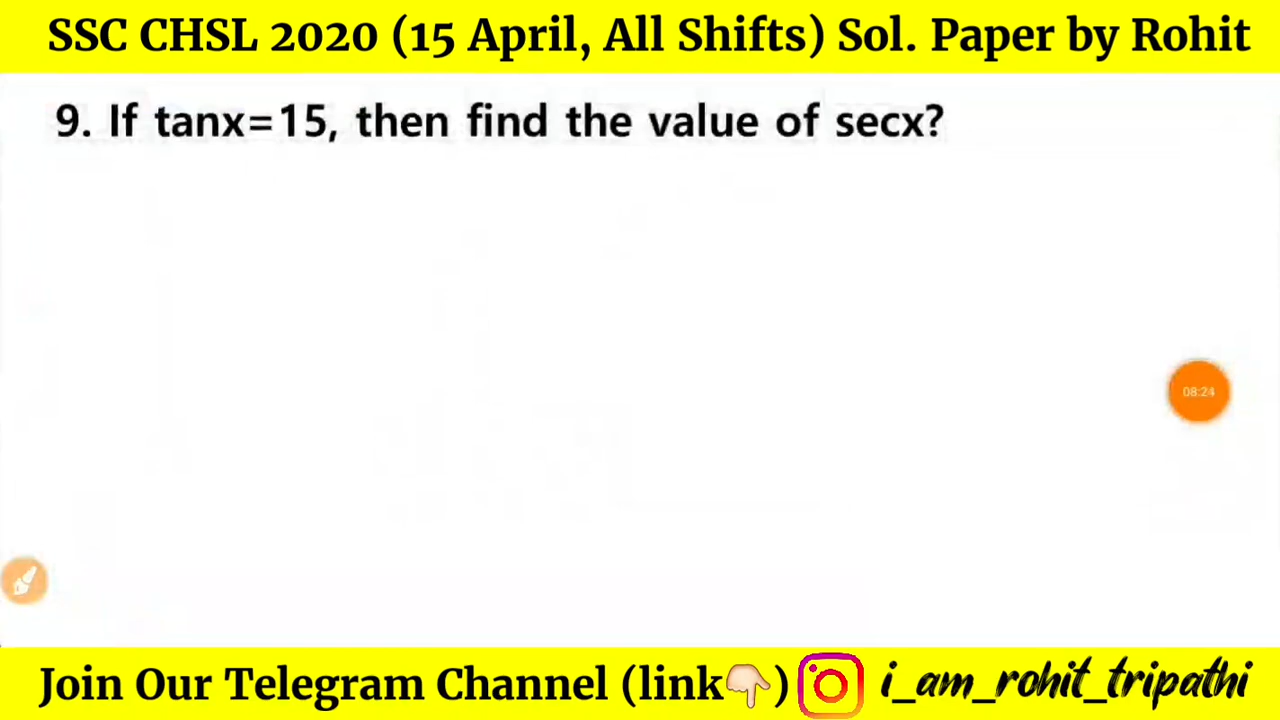 SSC CHSL 2020 (15 April, All Shifts) Sol. Paper by Rohit
9. If tanx=15, then find the value of secx?
08:24
Join Our Telegram Channel (link👇🏻) i_am_rohit_tripathi